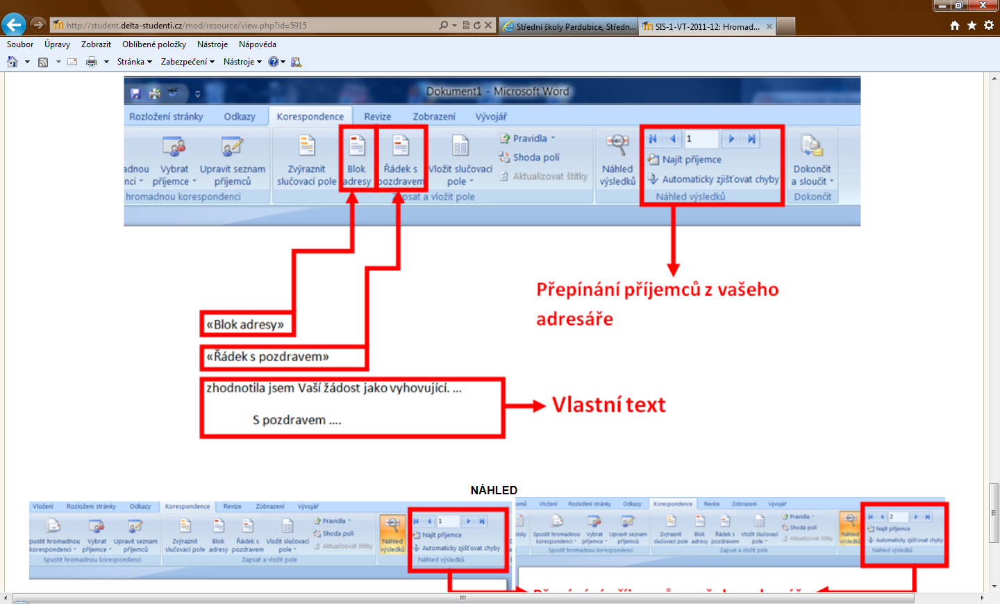 http://student.delta-studenti.cz/mod/resource/view.php?id=5915
Střední školy Pardubice, Středn...
SIS-1-VT-2011-12: Hromad...
Soubor Úpravy Zobrazit Oblíbené položky Nástroje Nápověda
Stránka Zabezpečení Nástroje
Dokument1 - Microsoft Word
Rozložení stránky Odkazy Korespondence Revize Zobrazení Vývojář
Pravidla
Shoda polí
Aktualizovat štítky
adnou Vybrat Upravit seznam Zvýraznit Blok Řádek s Vložit slučovací Náhled
nci příjemce příjemců slučovací pole adresy pozdravem pole výsledků
1
Najít příjemce
Automaticky zjišťovat chyby
Dokončit
a sloučit
hromadnou korespondenci Zapsat a vložit pole Náhled výsledků Dokončit
Přepínání příjemců z vašeho
adresáře
«Blok adresy»
«Řádek s pozdravem»
zhodnotila jsem Vaší žádost jako vyhovující. ...
S pozdravem ....
Vlastní text
NÁHLED
Vložení Rozložení stránky Odkazy Korespondence Revize Zobrazení Vývojář
Pravidla
Shoda polí
Aktualizovat štítky
pustit hromadnou Vybrat Upravit seznam Zvýraznit Blok Řádek s Vložit slučovací Náhled
korespondenci příjemce příjemců slučovací pole adresy pozdravem pole výsledků
1
Najít příjemce
Automaticky zjišťovat chyby
Spustit hromadnou korespondenci Zapsat a vložit pole Náhled výsledků
omů Vložení Rozložení stránky Odkazy Korespondence Revize Zobrazení Vývojář
Pravidla
Shoda polí
Aktualizovat štítky
isky Spustit hromadnou Vybrat Upravit seznam Zvýraznit Blok Řádek s Vložit slučovací Náhled
korespondenci příjemce příjemců slučovací pole adresy pozdravem pole výsledků
2
Najít příjemce
Automaticky zjišťovat chyby
Spustit hromadnou korespondenci Zapsat a vložit pole Náhled výsledků